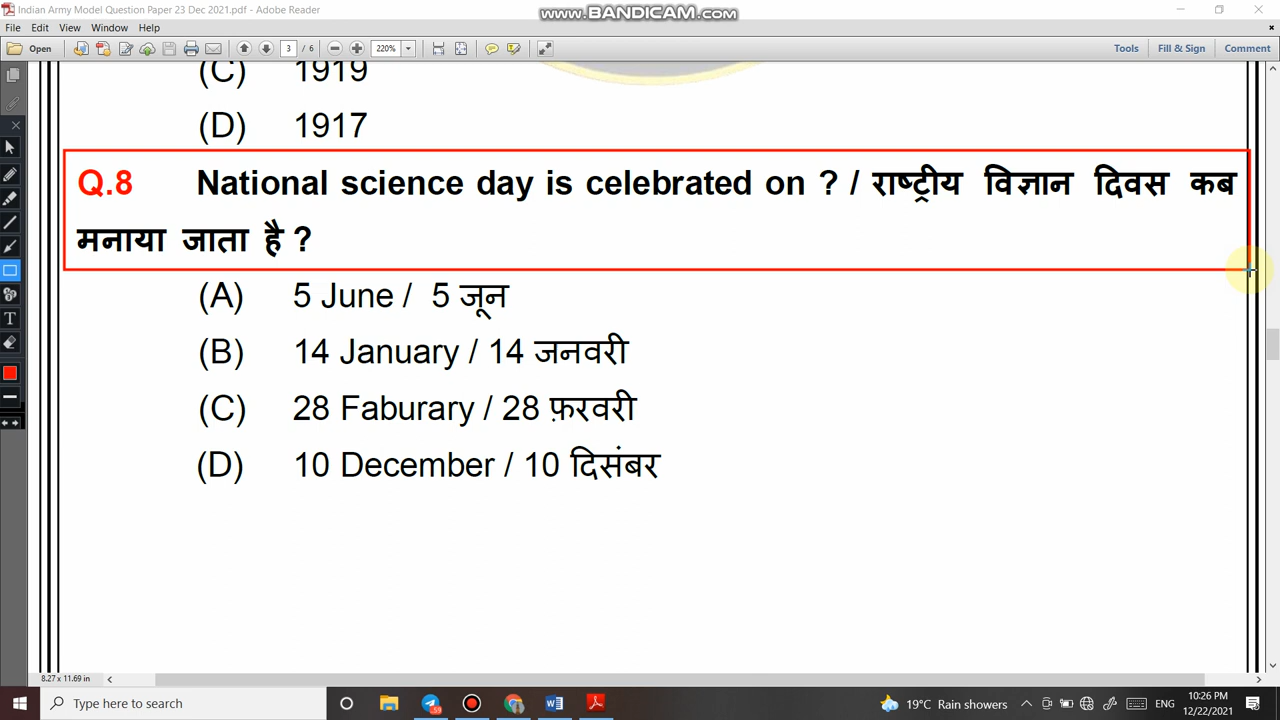 Indian Army Model Question Paper 23 Dec 2021.pdf - Adobe Reader
www.BANDICAM.com
File Edit View Window Help
Open 3 / 6 220% Tools Fill & Sign Comment
(C) 1919
(D) 1917
Q.8 National science day is celebrated on ? / राष्ट्रीय विज्ञान दिवस कब
मनाया जाता है ?
(A) 5 June / 5 जून
(B) 14 January / 14 जनवरी
(C) 28 Faburary / 28 फ़रवरी
(D) 10 December / 10 दिसंबर
8.27 x 11.69 in
Type here to search 59 19°C Rain showers ENG 10:26 PM
12/22/2021